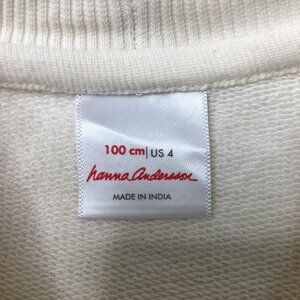 100 cm | US 4
hanna andersson
MADE IN INDIA